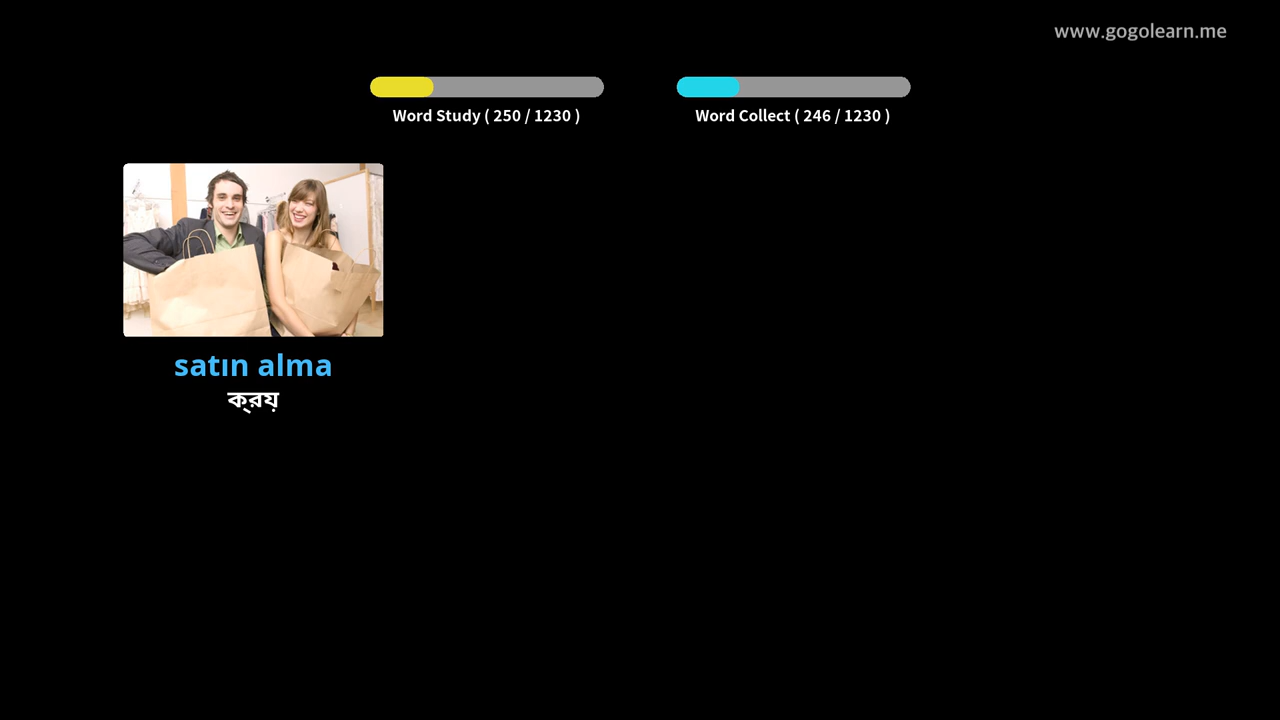 www.gogolearn.me
Word Study ( 250 / 1230 )
Word Collect ( 246 / 1230 )
satın alma
ক্রয়